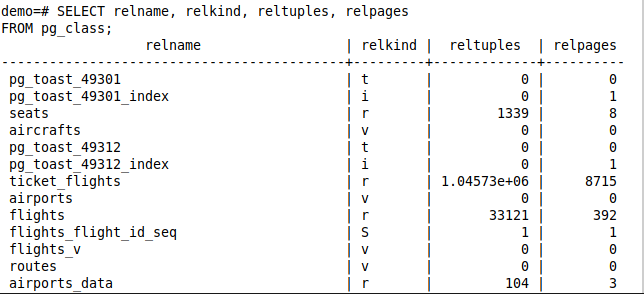 demo=# SELECT relname, relkind, reltuples, relpages
FROM pg_class;
                 relname                  | relkind |  reltuples  | relpages
------------------------------------------+---------+-------------+----------
 pg_toast_49301                           | t       |           0 |        0
 pg_toast_49301_index                     | i       |           0 |        1
 seats                                    | r       |        1339 |        8
 aircrafts                                | v       |           0 |        0
 pg_toast_49312                           | t       |           0 |        0
 pg_toast_49312_index                     | i       |           0 |        1
 ticket_flights                           | r       | 1.04573e+06 |     8715
 airports                                 | v       |           0 |        0
 flights                                  | r       |       33121 |      392
 flights_flight_id_seq                    | S       |           1 |        1
 flights_v                                | v       |           0 |        0
 routes                                   | v       |           0 |        0
 airports_data                            | r       |         104 |        3